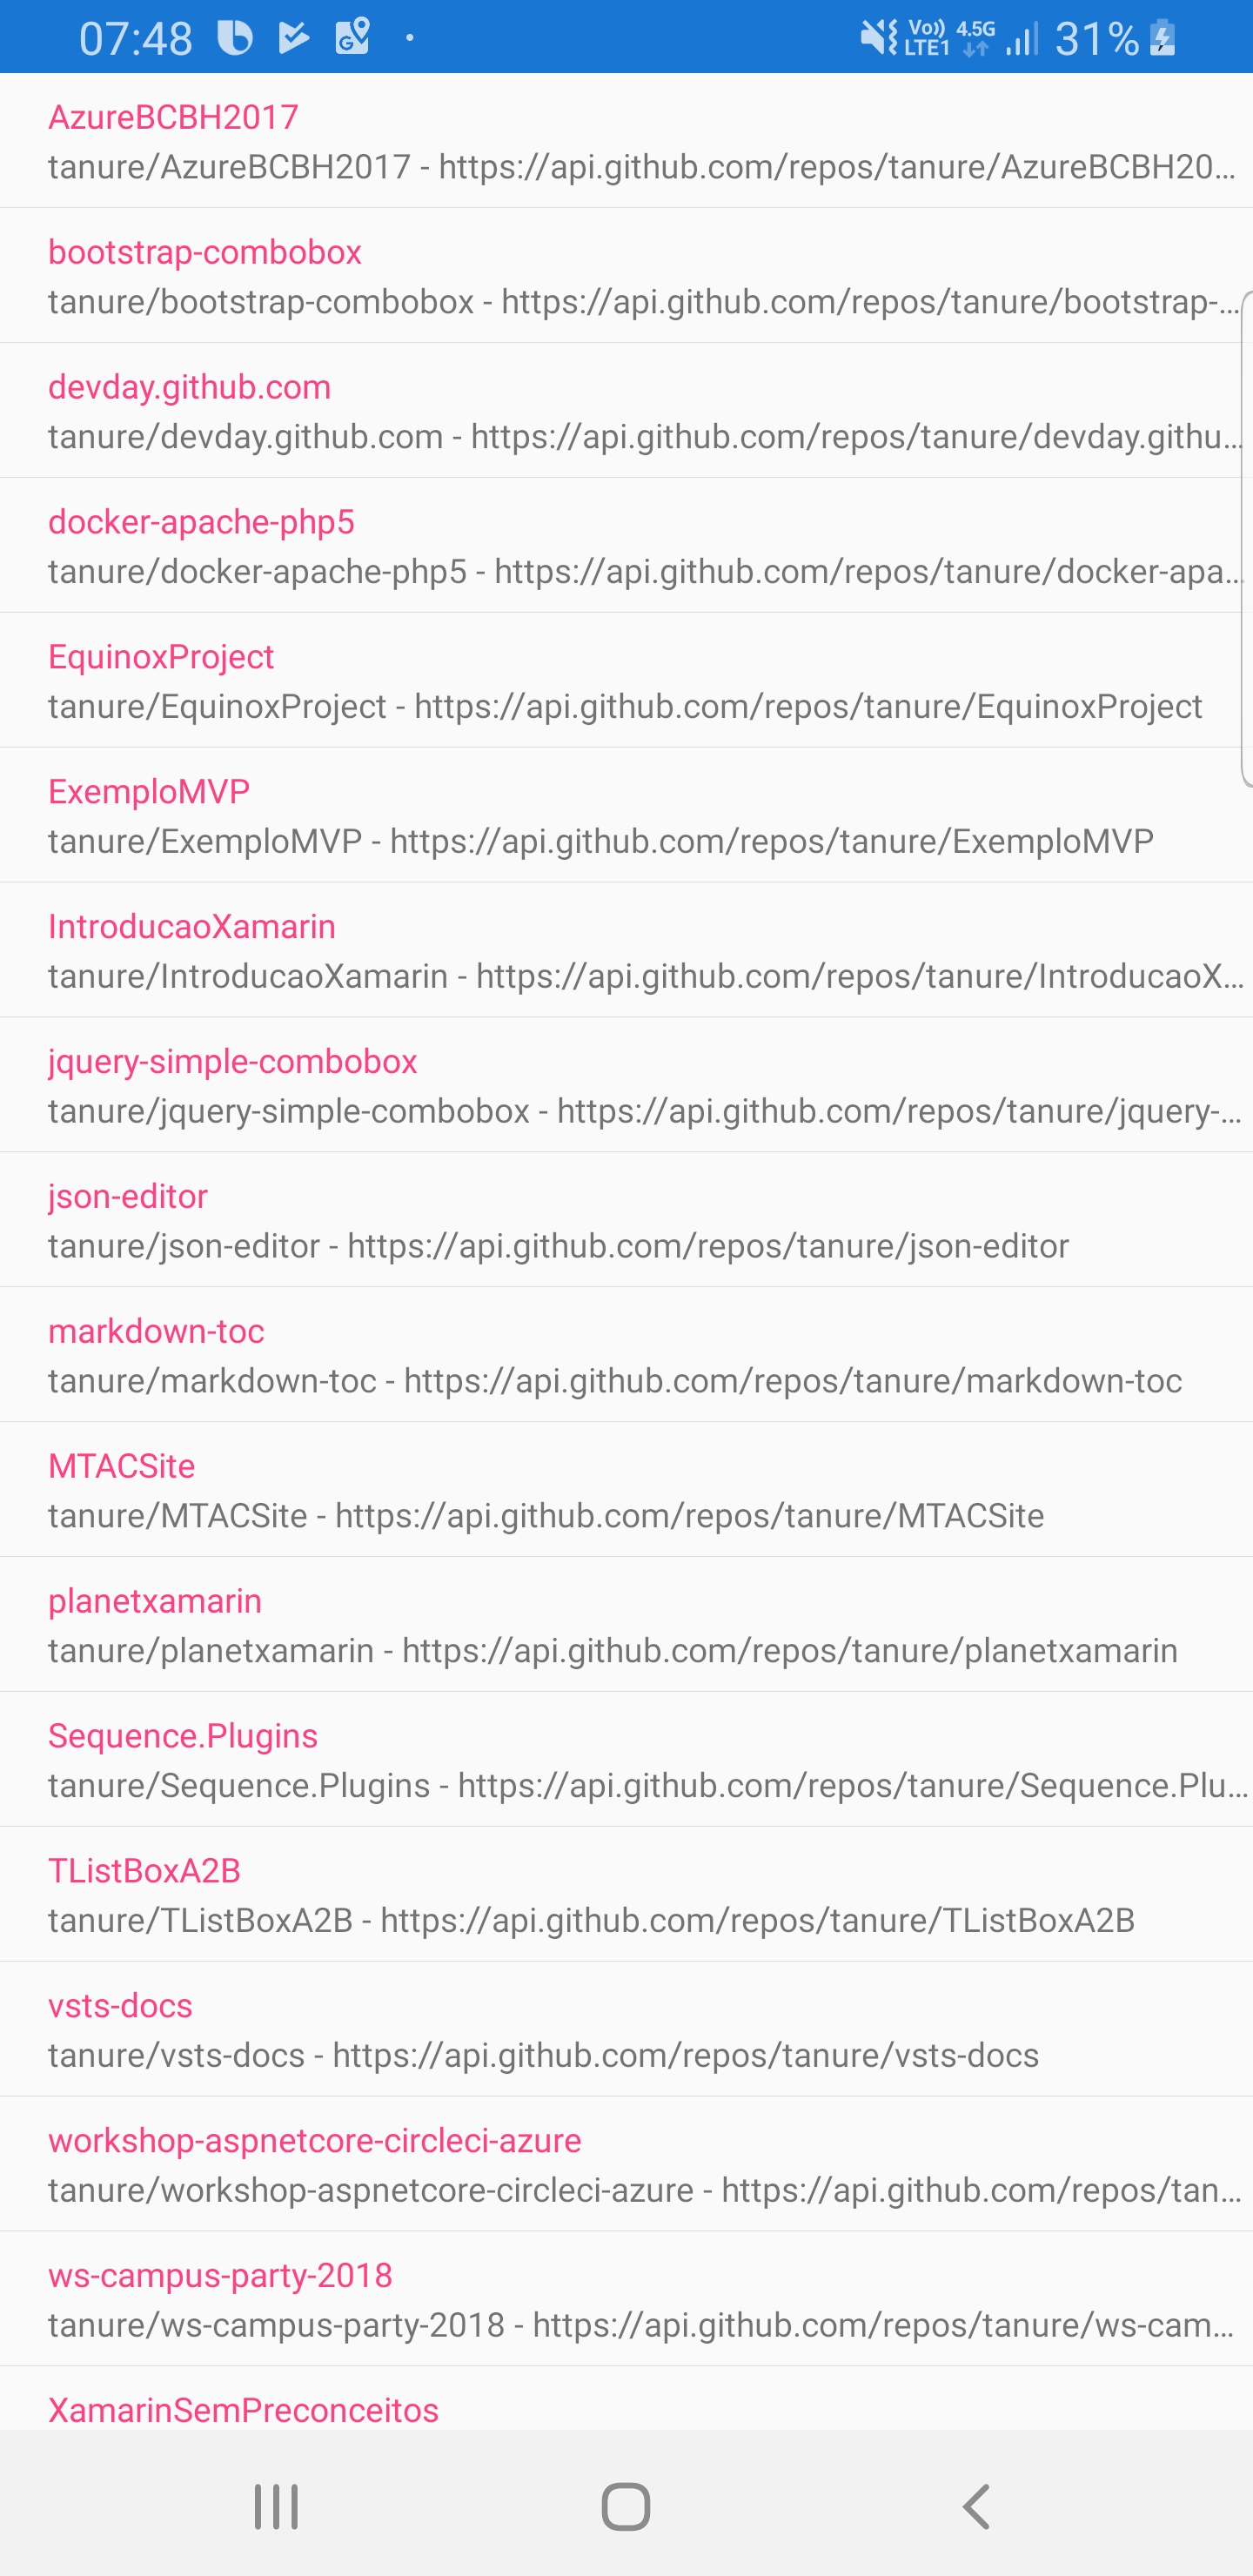 07:48
Vo)) 4.5G
LTE1
31%
AzureBCBH2017
tanure/AzureBCBH2017 - https://api.github.com/repos/tanure/AzureBCBH20...
bootstrap-combobox
tanure/bootstrap-combobox - https://api.github.com/repos/tanure/bootstrap-...
devday.github.com
tanure/devday.github.com - https://api.github.com/repos/tanure/devday.githu...
docker-apache-php5
tanure/docker-apache-php5 - https://api.github.com/repos/tanure/docker-apa...
EquinoxProject
tanure/EquinoxProject - https://api.github.com/repos/tanure/EquinoxProject
ExemploMVP
tanure/ExemploMVP - https://api.github.com/repos/tanure/ExemploMVP
IntroducaoXamarin
tanure/IntroducaoXamarin - https://api.github.com/repos/tanure/IntroducaoX...
jquery-simple-combobox
tanure/jquery-simple-combobox - https://api.github.com/repos/tanure/jquery-...
json-editor
tanure/json-editor - https://api.github.com/repos/tanure/json-editor
markdown-toc
tanure/markdown-toc - https://api.github.com/repos/tanure/markdown-toc
MTACSite
tanure/MTACSite - https://api.github.com/repos/tanure/MTACSite
planetxamarin
tanure/planetxamarin - https://api.github.com/repos/tanure/planetxamarin
Sequence.Plugins
tanure/Sequence.Plugins - https://api.github.com/repos/tanure/Sequence.Plu...
TListBoxA2B
tanure/TListBoxA2B - https://api.github.com/repos/tanure/TListBoxA2B
vsts-docs
tanure/vsts-docs - https://api.github.com/repos/tanure/vsts-docs
workshop-aspnetcore-circleci-azure
tanure/workshop-aspnetcore-circleci-azure - https://api.github.com/repos/tan...
ws-campus-party-2018
tanure/ws-campus-party-2018 - https://api.github.com/repos/tanure/ws-cam...
XamarinSemPreconceitos